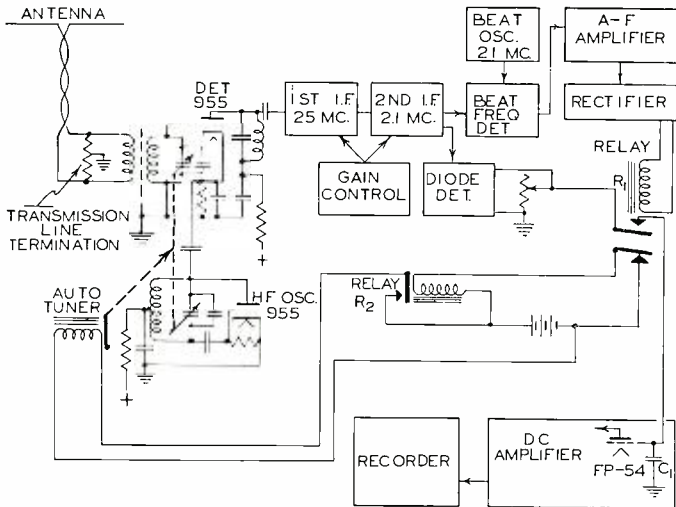 ANTENNA
BEAT
OSC.
21 MC.
A-F
AMPLIFIER
DET
955
1ST I.F.
25 MC.
2ND I.F.
2.1 MC.
BEAT
FREQ
DET
RECTIFIER
RELAY
R1
GAIN
CONTROL
DIODE
DET.
TRANSMISSION
LINE
TERMINATION
AUTO
TUNER
HF OSC.
955
RELAY
R2
+
+
RECORDER
DC
AMPLIFIER
FP-54
C1